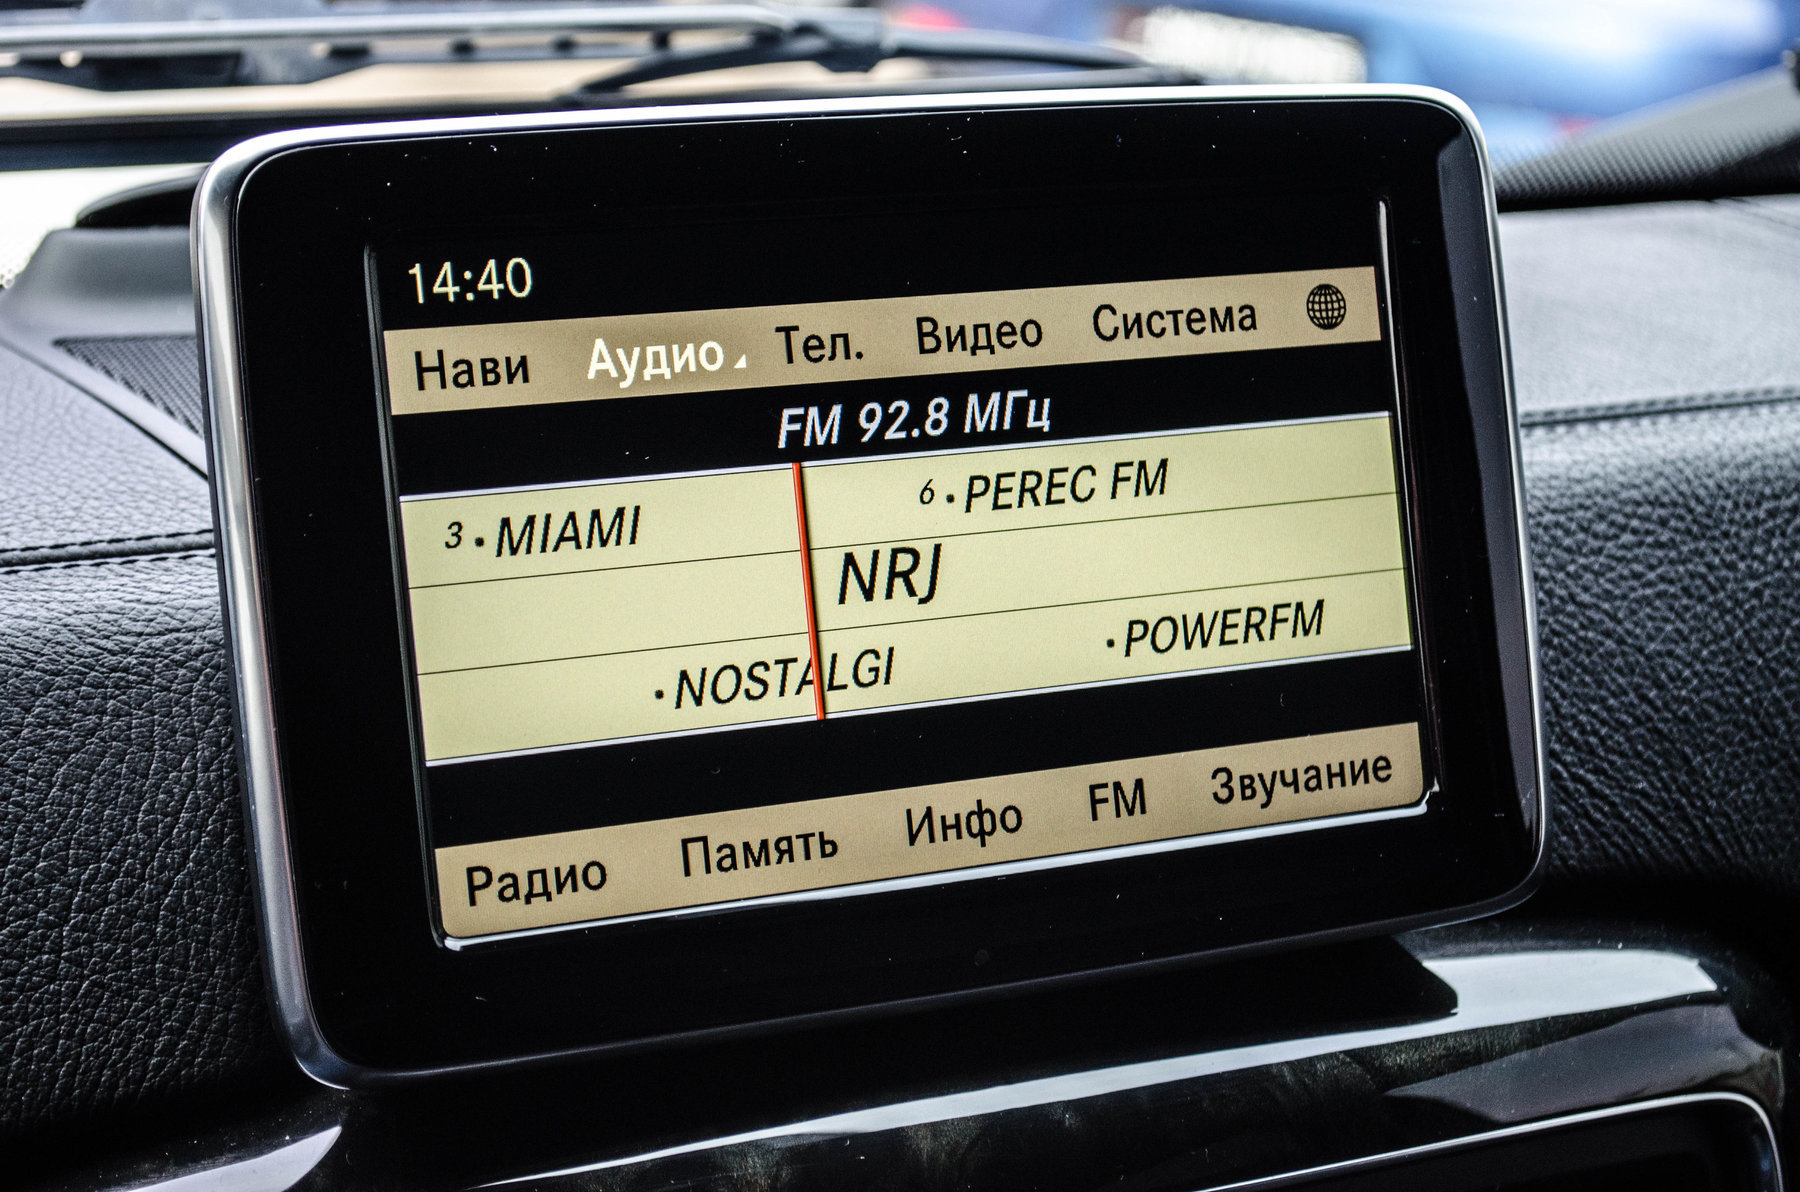 14:40
Нави Аудио Тел. Видео Система
FM 92.8 МГц
3 • MIAMI 6 • PEREC FM
NRJ
• NOSTALGI • POWERFM
Радио Память Инфо FM Звучание